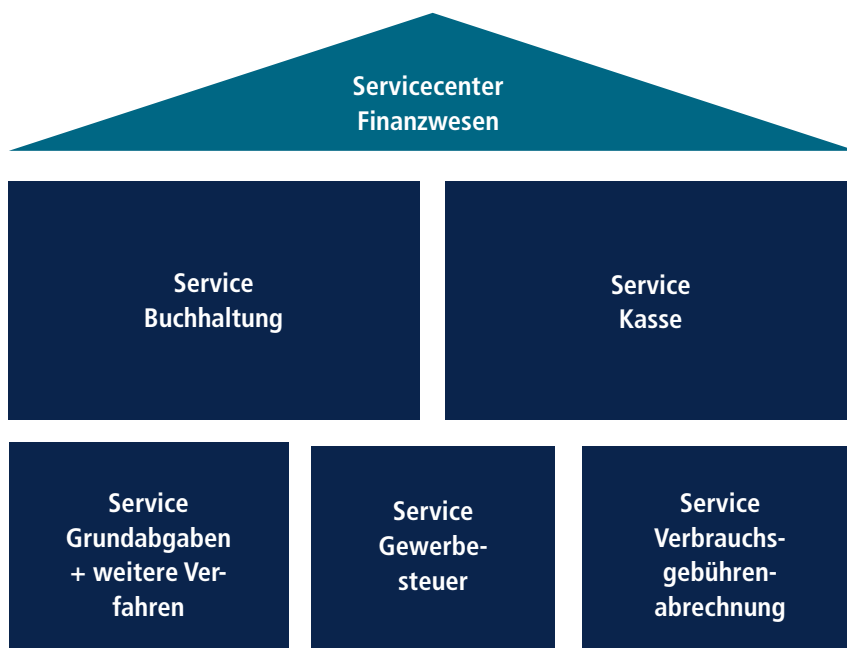 Servicecenter
Finanzwesen
Service
Buchhaltung
Service
Kasse
Service
Grundabgaben
+ weitere Ver-
fahren
Service
Gewerbe-
steuer
Service
Verbrauchs-
gebühren-
abrechnung